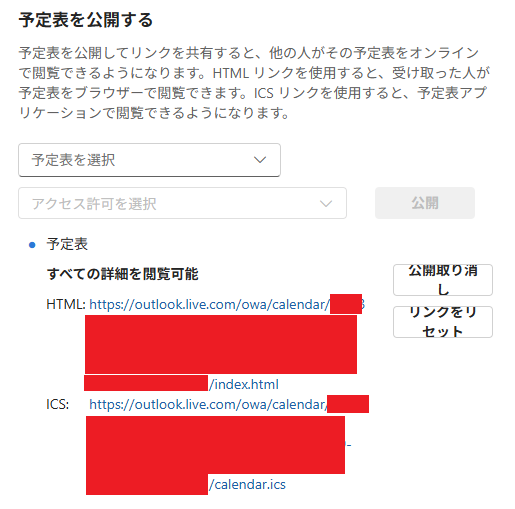 予定表を公開する
予定表を公開してリンクを共有すると、他の人がその予定表をオンライン
で閲覧できるようになります。HTML リンクを使用すると、受け取った人が
予定表をブラウザーで閲覧できます。ICS リンクを使用すると、予定表アプ
リケーションで閲覧できるようになります。
予定表を選択
アクセス許可を選択
公開
予定表
すべての詳細を閲覧可能
公開取り消
し
HTML: https://outlook.live.com/owa/calendar/
リンクをリ
セット
/index.html
ICS: https://outlook.live.com/owa/calendar/
/calendar.ics